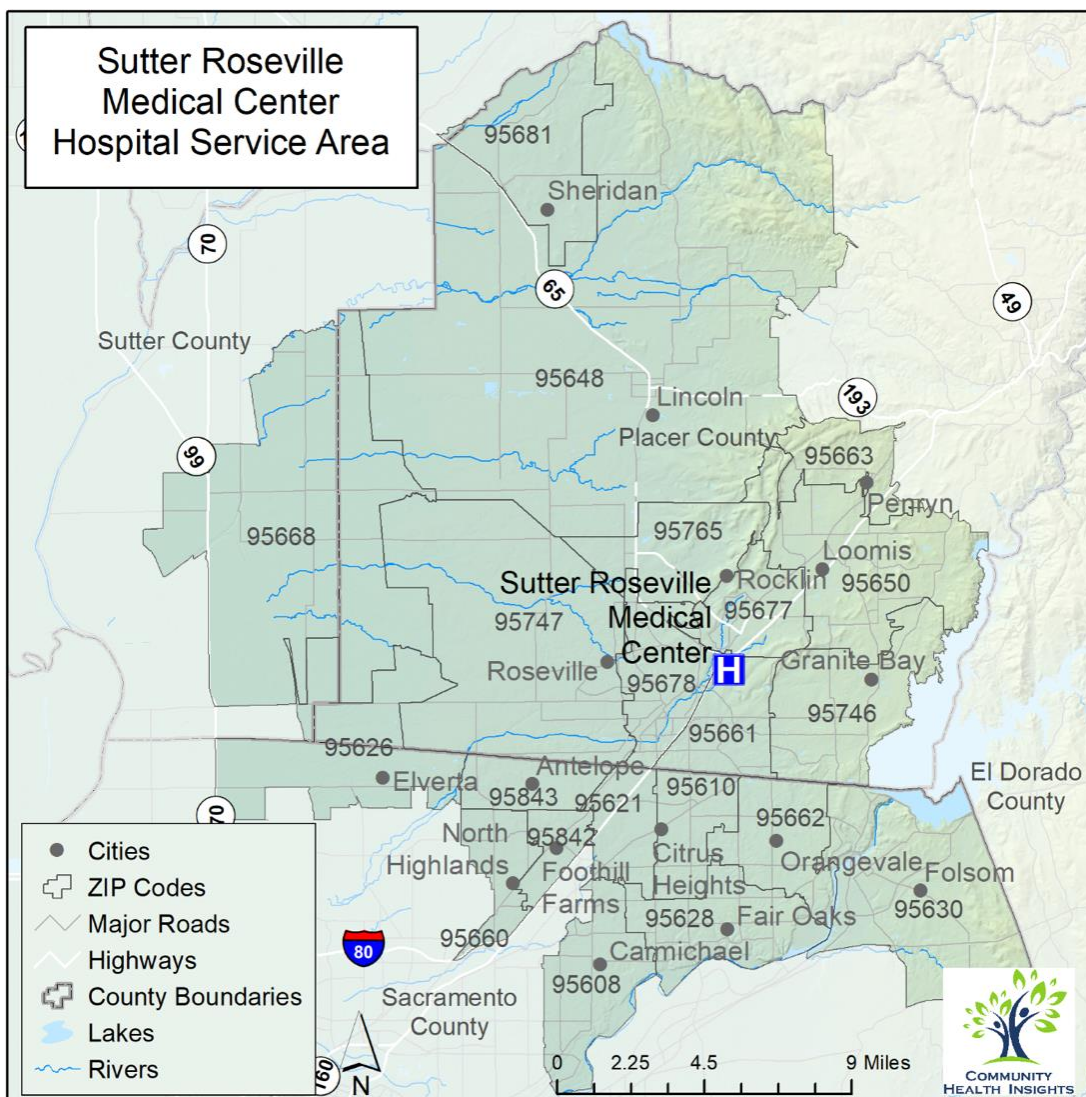 Sutter Roseville
Medical Center
Hospital Service Area
95681
Sheridan
70
65
49
Sutter County
95648
Lincoln
193
Placer County
99
95663
Penryn
95668
95765
Loomis
Sutter Roseville
Medical
Center
Rocklin
95650
95677
95747
Roseville
H
Granite Bay
95678
95746
95661
95626
Elverta
Antelope
95843
95621
95610
El Dorado
County
70
North
Highlands
95842
Foothill
Farms
Citrus
Heights
95662
Orangevale
Folsom
95630
95628
Fair Oaks
95660
Carmichael
95608
80
Sacramento
County
160
N
Cities
ZIP Codes
Major Roads
Highways
County Boundaries
Lakes
Rivers
0 2.25 4.5 9 Miles
COMMUNITY
HEALTH INSIGHTS